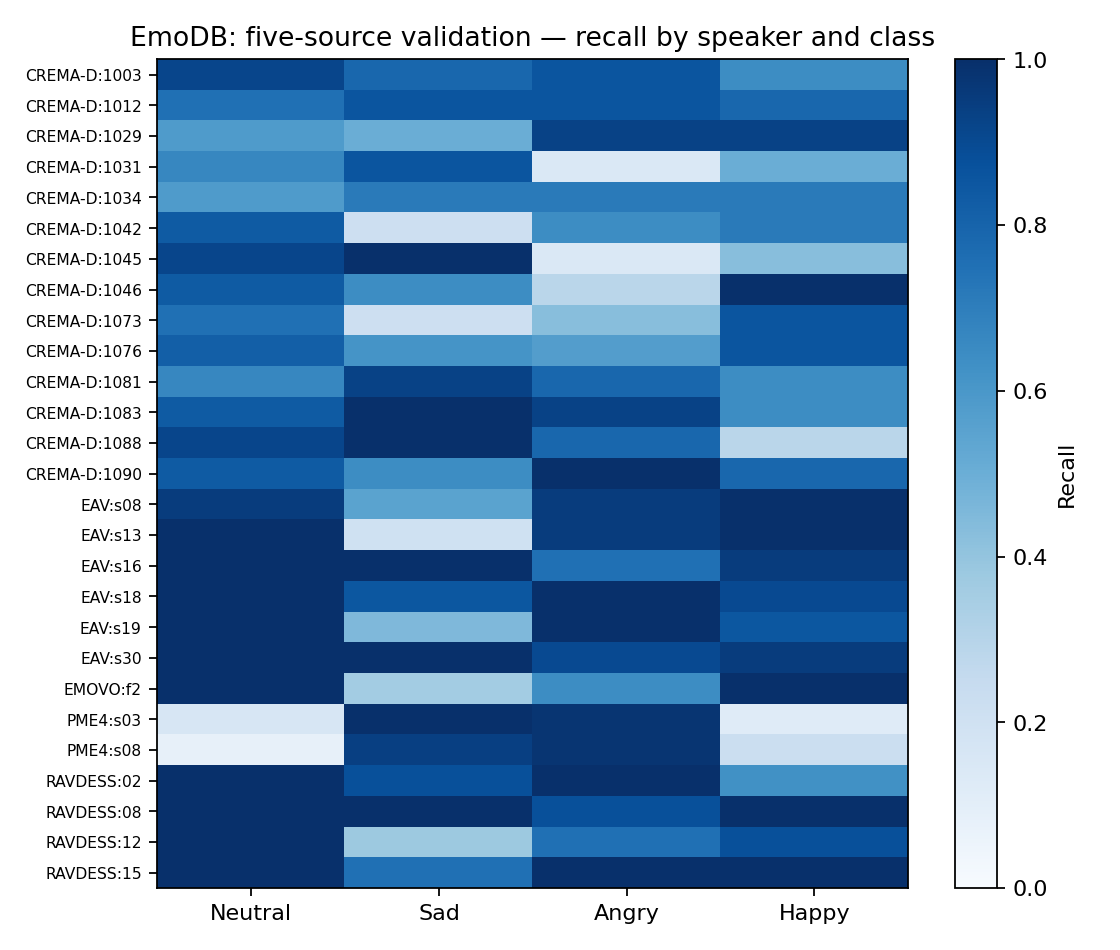 EmoDB: five-source validation — recall by speaker and class
CREMA-D:1003
CREMA-D:1012
CREMA-D:1029
CREMA-D:1031
CREMA-D:1034
CREMA-D:1042
CREMA-D:1045
CREMA-D:1046
CREMA-D:1073
CREMA-D:1076
CREMA-D:1081
CREMA-D:1083
CREMA-D:1088
CREMA-D:1090
EAV:s08
EAV:s13
EAV:s16
EAV:s18
EAV:s19
EAV:s30
EMOVO:f2
PME4:s03
PME4:s08
RAVDESS:02
RAVDESS:08
RAVDESS:12
RAVDESS:15
Neutral Sad Angry Happy
1.0
0.8
0.6
0.4
0.2
0.0
Recall